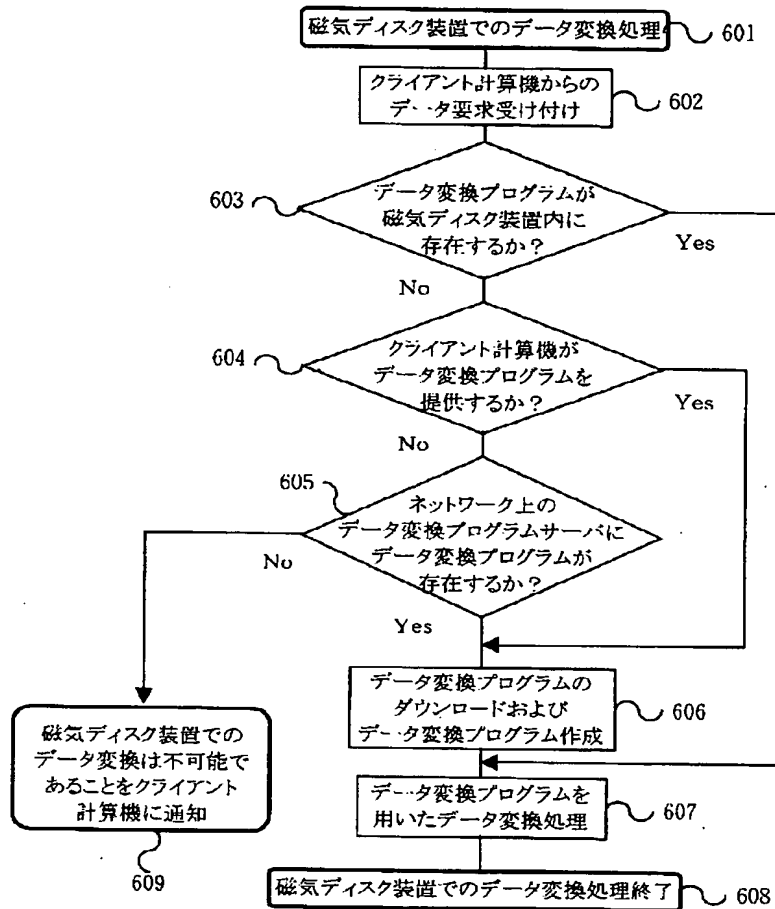 磁気ディスク装置でのデータ変換処理
601
クライアント計算機からの
データ要求受け付け
602
データ変換プログラムが
磁気ディスク装置内に
存在するか？
603
Yes
No
クライアント計算機が
データ変換プログラムを
提供するか？
604
Yes
No
605
ネットワーク上の
データ変換プログラムサーバに
データ変換プログラムが
存在するか？
No
Yes
データ変換プログラムの
ダウンロードおよび
データ変換プログラム作成
606
磁気ディスク装置での
データ変換は不可能で
あることをクライアント
計算機に通知
609
データ変換プログラムを
用いたデータ変換処理
607
磁気ディスク装置でのデータ変換処理終了
608